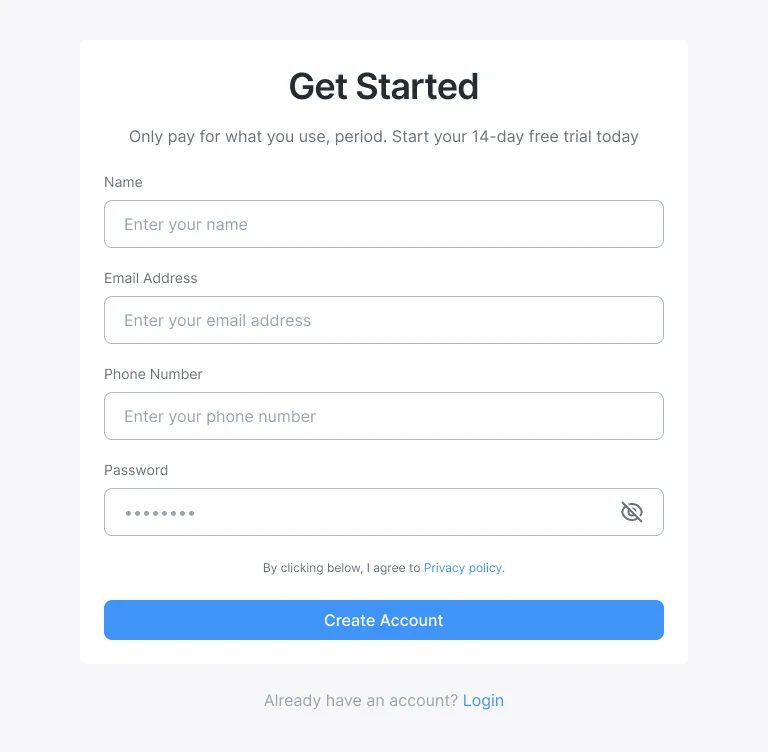 Get Started
Only pay for what you use, period. Start your 14-day free trial today
Name
Enter your name
Email Address
Enter your email address
Phone Number
Enter your phone number
Password
••••••••
By clicking below, I agree to Privacy policy.
Create Account
Already have an account? Login